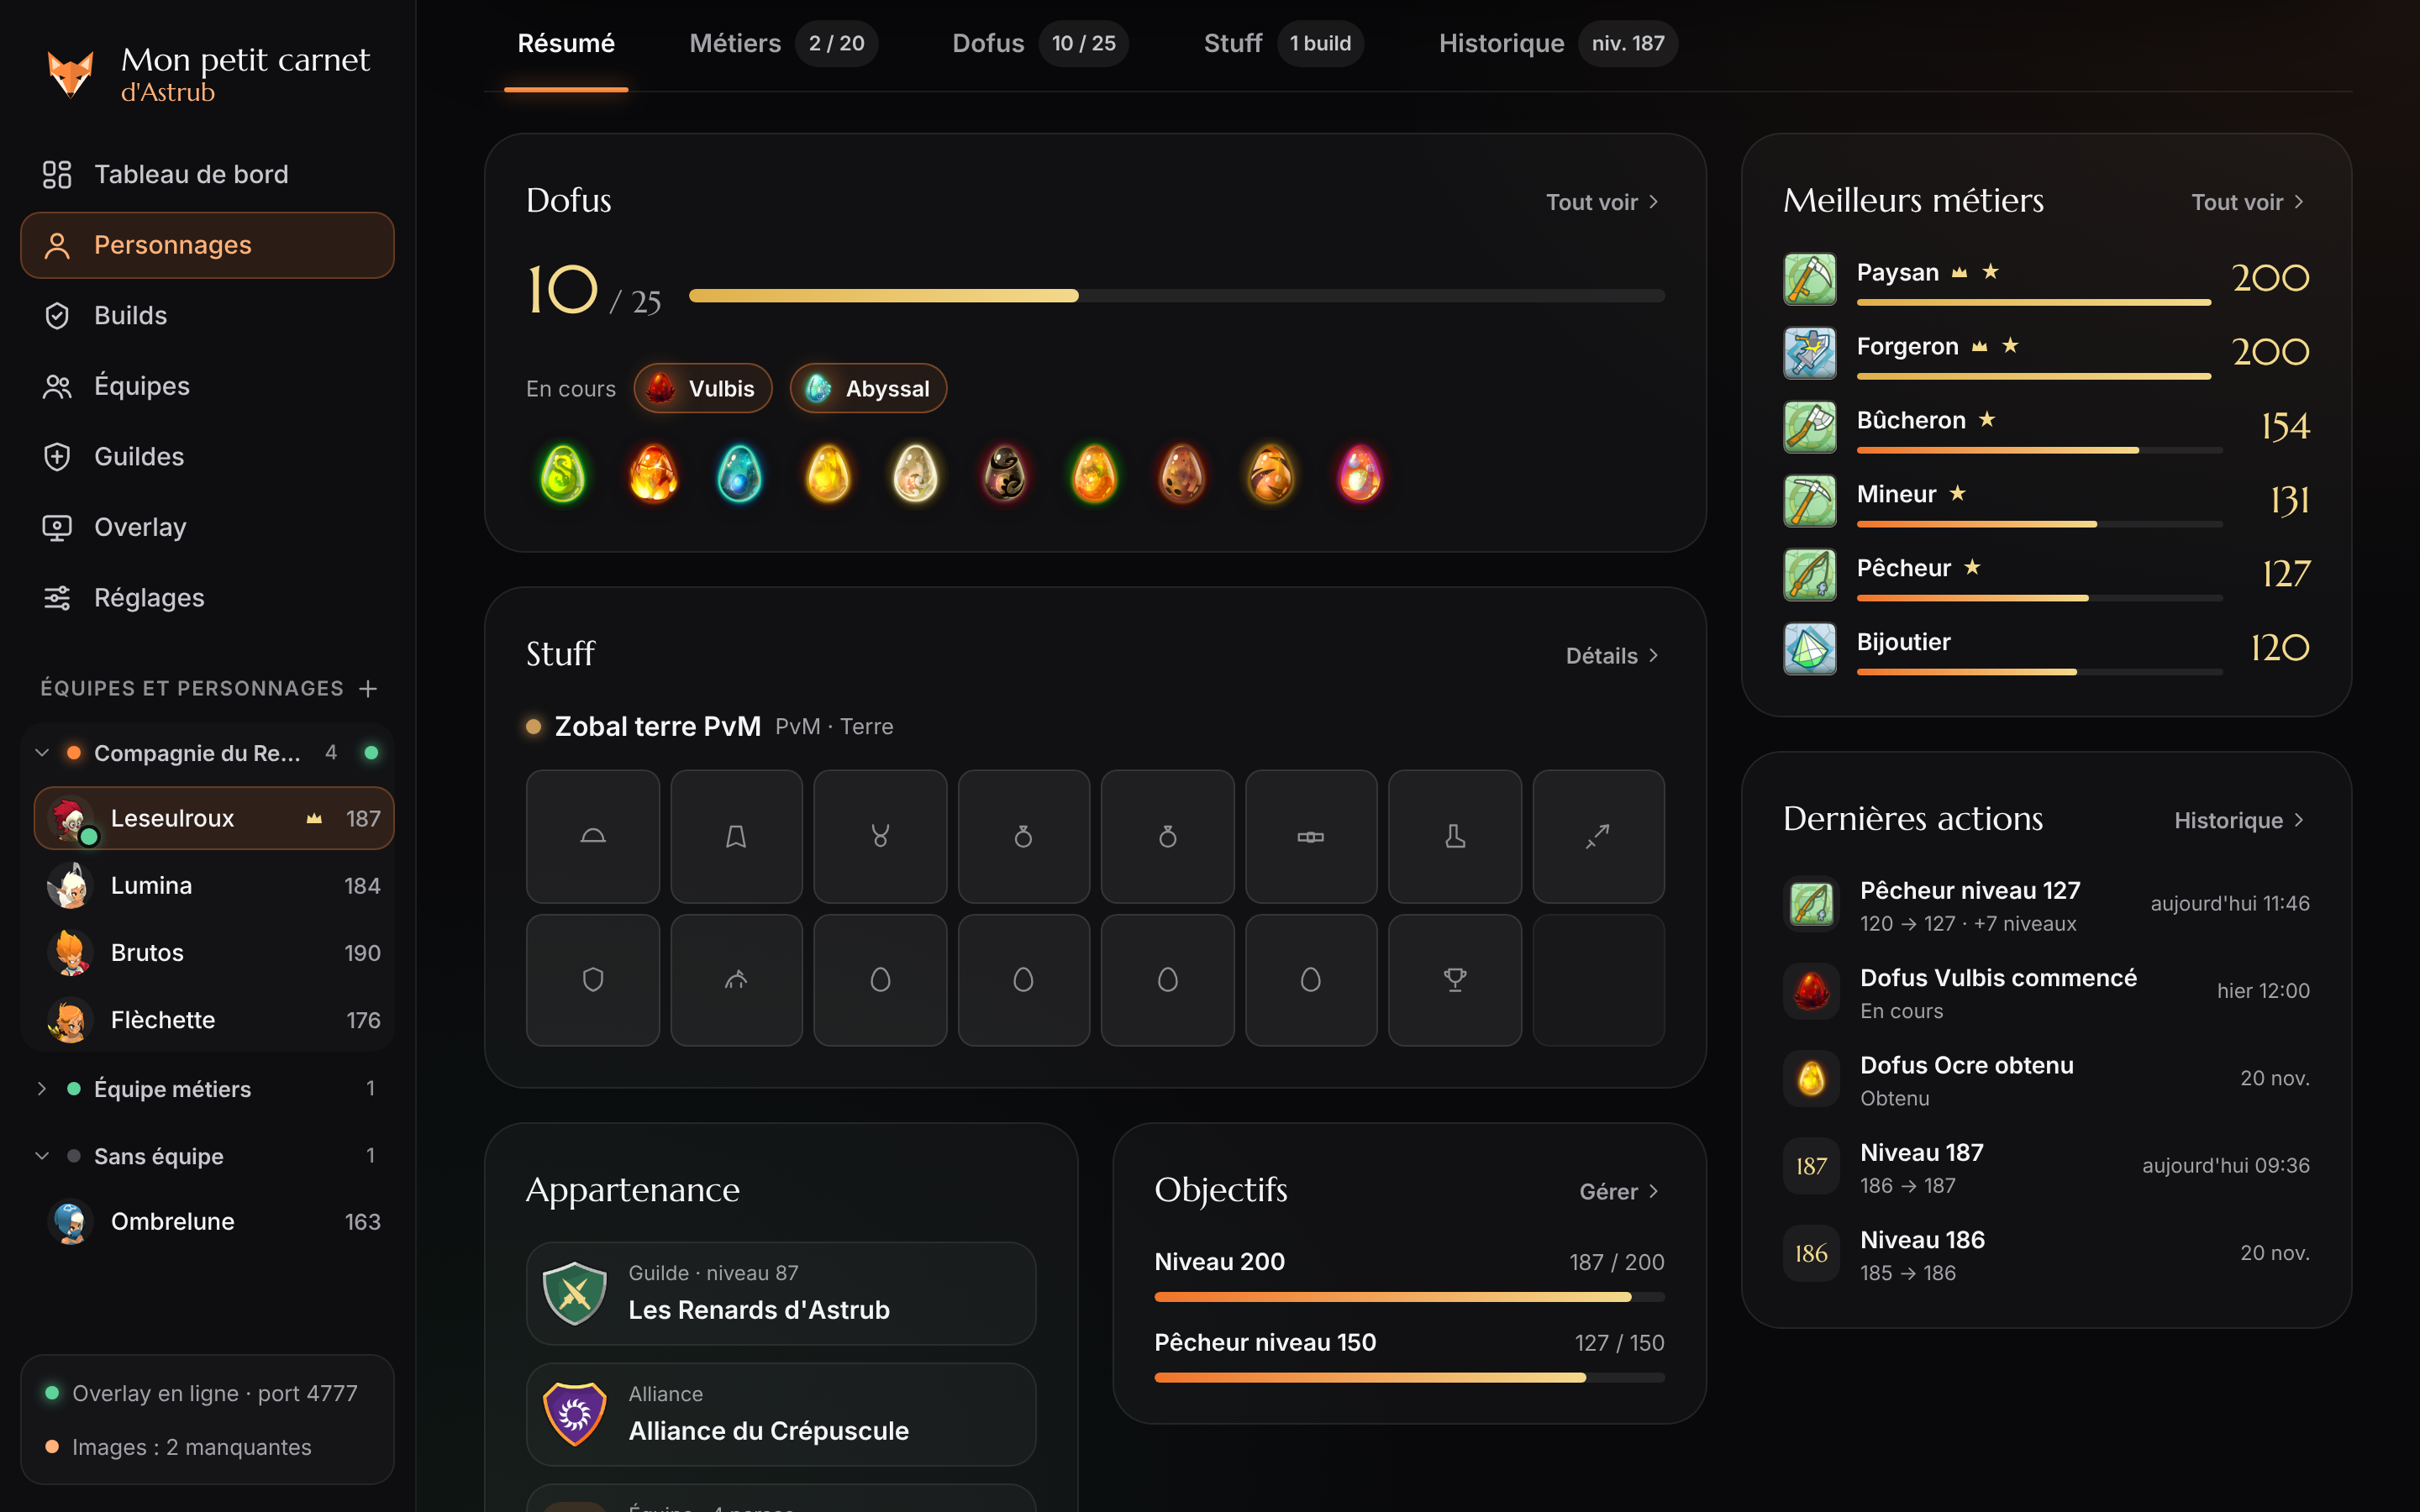 Mon petit carnet
d'Astrub
Tableau de bord
Personnages
Builds
Équipes
Guildes
Overlay
Réglages
ÉQUIPES ET PERSONNAGES
Compagnie du Re... 4
Leseulroux 187
Lumina 184
Brutos 190
Flèchette 176
Équipe métiers 1
Sans équipe 1
Ombrelune 163
Overlay en ligne · port 4777
Images : 2 manquantes
Résumé Métiers 2 / 20 Dofus 10 / 25 Stuff 1 build Historique niv. 187
Dofus Tout voir
10 / 25
En cours Vulbis Abyssal
Stuff Détails
Zobal terre PvM PvM · Terre
Appartenance
Guilde · niveau 87
Les Renards d'Astrub
Alliance
Alliance du Crépuscule
Objectifs Gérer
Niveau 200 187 / 200
Pêcheur niveau 150 127 / 150
Meilleurs métiers Tout voir
Paysan 200
Forgeron 200
Bûcheron 154
Mineur 131
Pêcheur 127
Bijoutier 120
Dernières actions Historique
Pêcheur niveau 127 aujourd'hui 11:46
120 → 127 · +7 niveaux
Dofus Vulbis commencé hier 12:00
En cours
Dofus Ocre obtenu 20 nov.
Obtenu
187 Niveau 187 aujourd'hui 09:36
186 → 187
186 Niveau 186 20 nov.
185 → 186